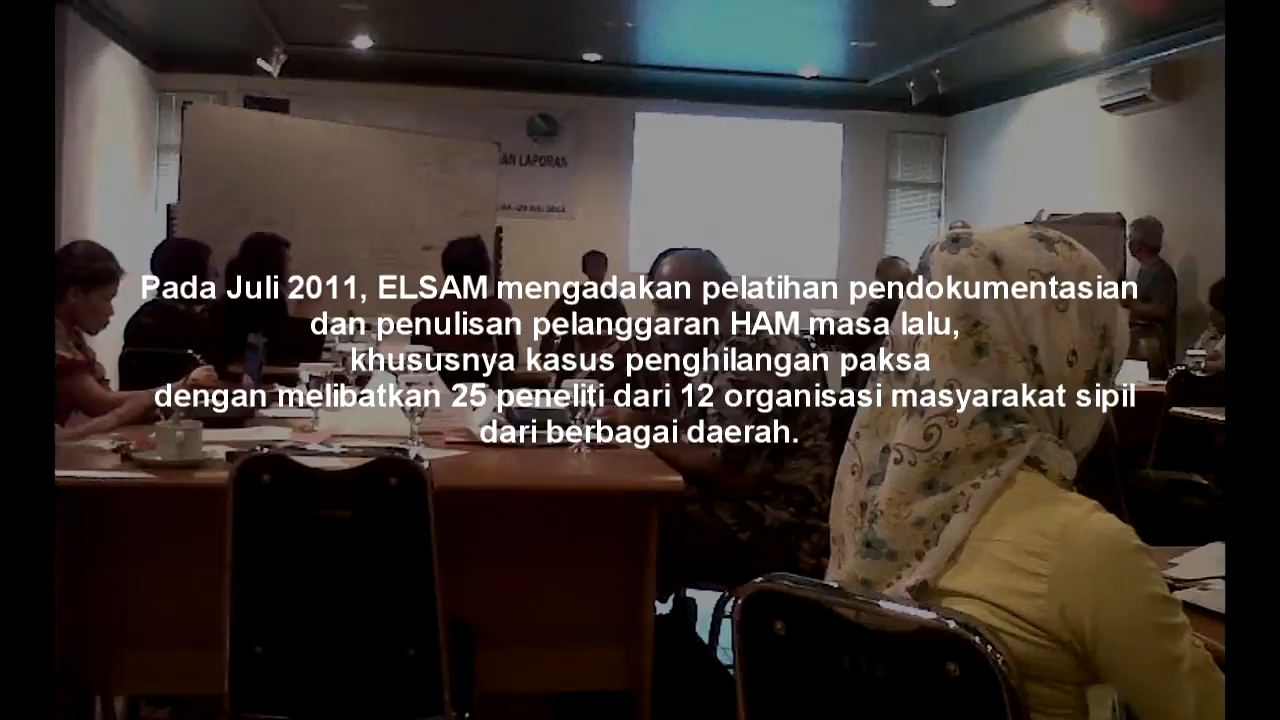 AN LAPORAN
Pada Juli 2011, ELSAM mengadakan pelatihan pendokumentasian
dan penulisan pelanggaran HAM masa lalu,
khususnya kasus penghilangan paksa
dengan melibatkan 25 peneliti dari 12 organisasi masyarakat sipil
dari berbagai daerah.